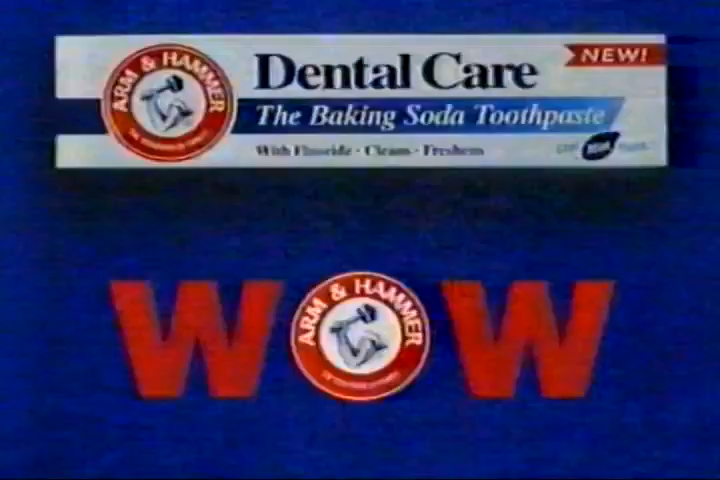 ARM & HAMMER
Dental Care
NEW!
The Baking Soda Toothpaste
With Fluoride · Cleans · Freshens
W W
ARM & HAMMER